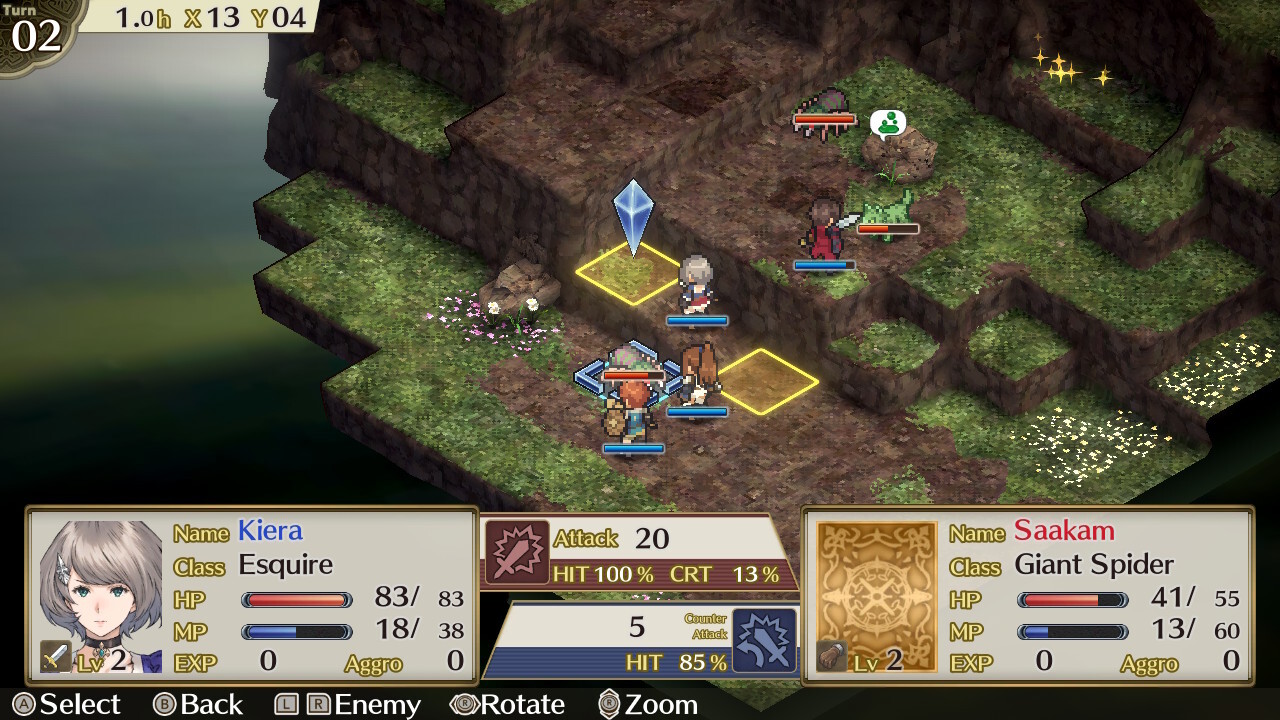 Turn
02
1.0h X 13 Y 04
Name Kiera
Class Esquire
HP 83/ 83
MP 18/ 38
Lv 2 EXP 0 Aggro 0
Attack 20
HIT 100 % CRT 13 %
5 Counter Attack
HIT 85 %
Name Saakam
Class Giant Spider
HP 41/ 55
MP 13/ 60
Lv 2 EXP 0 Aggro 0
A Select B Back L R Enemy R Rotate R Zoom